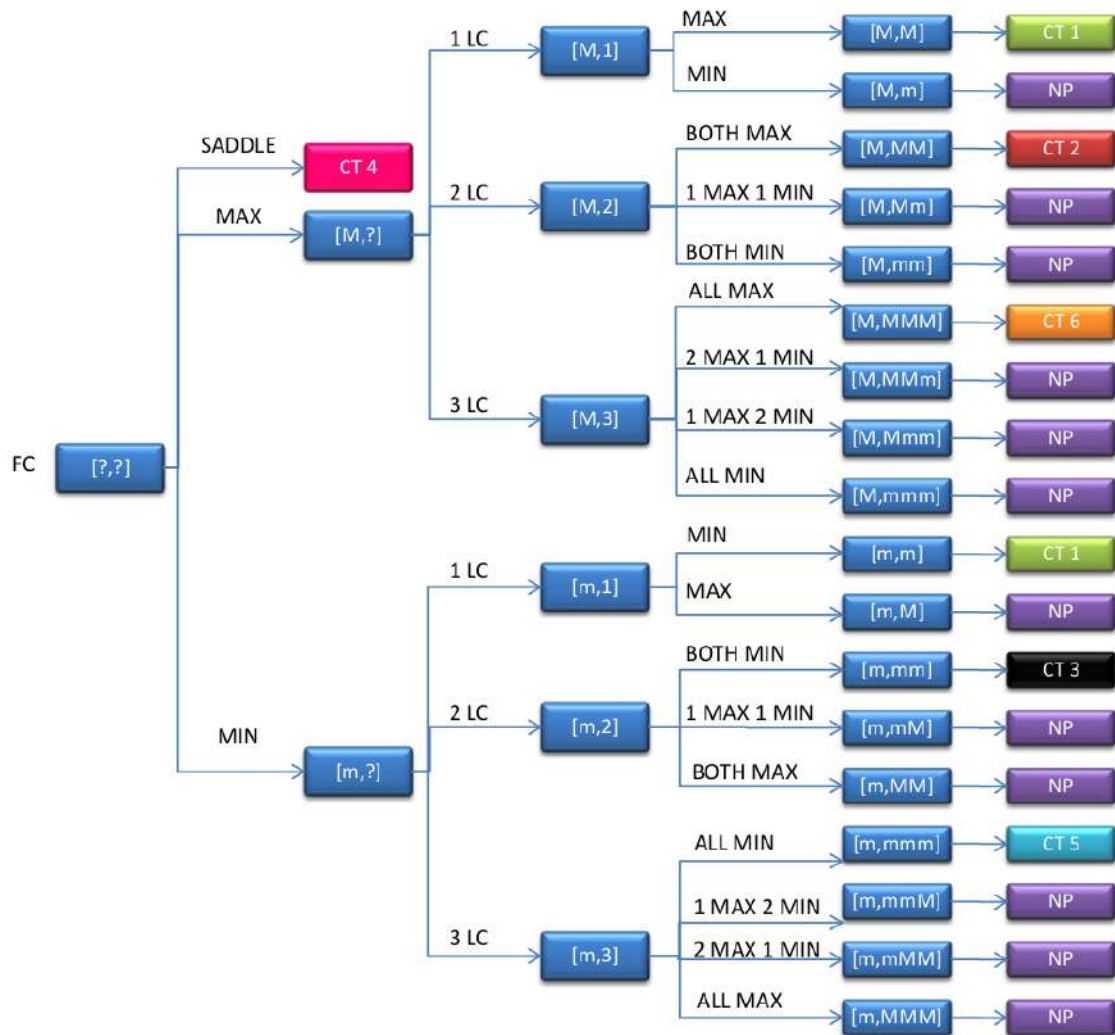 MAX
1 LC
[M,1]
[M,M]
CT 1
MIN
[M,m]
NP
SADDLE
CT 4
BOTH MAX
[M,MM]
CT 2
MAX
[M,?]
2 LC
[M,2]
1 MAX 1 MIN
[M,Mm]
NP
BOTH MIN
[M,mm]
NP
ALL MAX
[M,MMM]
CT 6
2 MAX 1 MIN
[M,MMm]
NP
3 LC
[M,3]
1 MAX 2 MIN
[M,Mmm]
NP
FC
[?,?]
ALL MIN
[M,mmm]
NP
MIN
[m,m]
CT 1
1 LC
[m,1]
MAX
[m,M]
NP
BOTH MIN
[m,mm]
CT 3
MIN
[m,?]
2 LC
[m,2]
1 MAX 1 MIN
[m,mM]
NP
BOTH MAX
[m,MM]
NP
ALL MIN
[m,mmm]
CT 5
1 MAX 2 MIN
[m,mmM]
NP
3 LC
[m,3]
2 MAX 1 MIN
[m,mMM]
NP
ALL MAX
[m,MMM]
NP